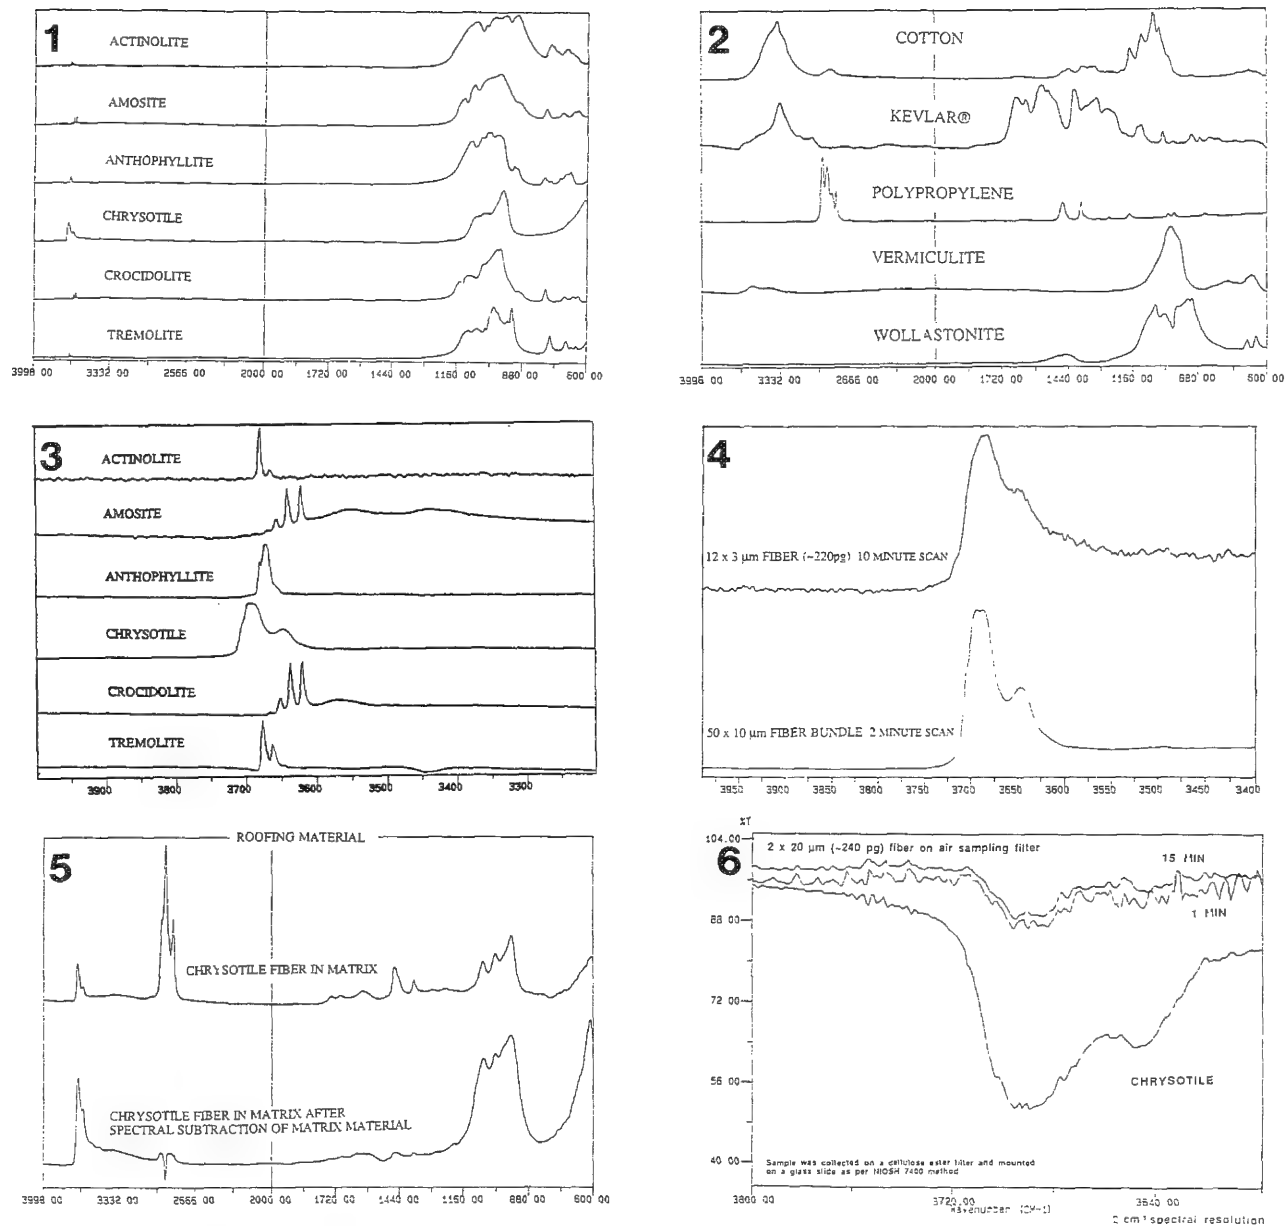 1
ACTINOLITE
AMOSITE
ANTHOPHYLLITE
CHRYSOTILE
CROCIDOLITE
TREMOLITE
3998 00 3332 00 2666 00 2000 00 1720 00 1440 00 1160 00 880 00 600 00
2
COTTON
KEVLAR®
POLYPROPYLENE
VERMICULITE
WOLLASTONITE
3998 00 3332 00 2666 00 2000 00 1720 00 1440 00 1160 00 880 00 600 00
3
ACTINOLITE
AMOSITE
ANTHOPHYLLITE
CHRYSOTILE
CROCIDOLITE
TREMOLITE
3900 3800 3700 3600 3500 3400 3300
4
12 x 3 µm FIBER (~220pg) 10 MINUTE SCAN
50 x 10 µm FIBER BUNDLE 2 MINUTE SCAN
3950 3900 3850 3800 3750 3700 3650 3600 3550 3500 3450 3400
5
ROOFING MATERIAL
CHRYSOTILE FIBER IN MATRIX
CHRYSOTILE FIBER IN MATRIX AFTER
SPECTRAL SUBTRACTION OF MATRIX MATERIAL
3998 00 3332 00 2666 00 2000 00 1720 00 1440 00 1160 00 880 00 600 00
6
%T
104.00
88 00
72 00
56 00
40 00
2 x 20 µm (~240 pg) fiber on air sampling filter
15 MIN
1 MIN
CHRYSOTILE
Sample was collected on a cellulose ester filter and mounted
on a glass slide as per NIOSH 7400 method
3800 00 3720 00 3640 00
Wavenumber (CM-1)
2 cm⁻¹ spectral resolution